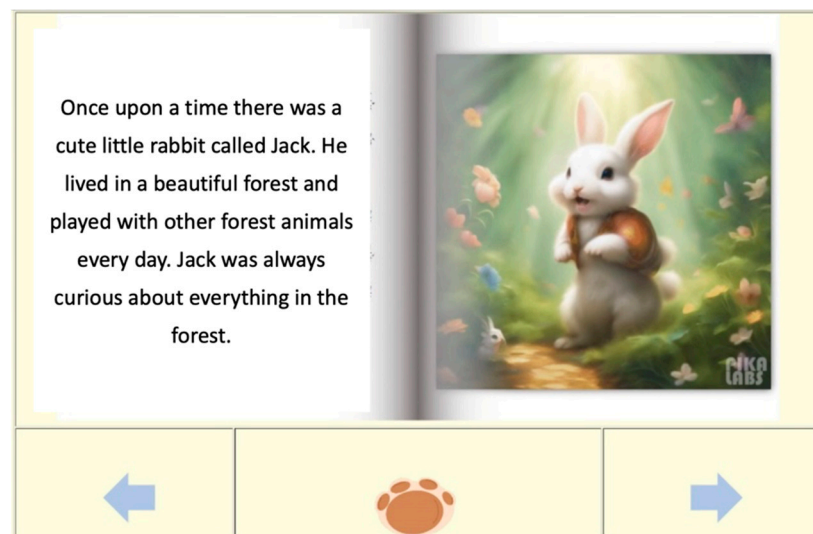 Once upon a time there was a
cute little rabbit called Jack. He
lived in a beautiful forest and
played with other forest animals
every day. Jack was always
curious about everything in the
forest.
PIKA
LABS